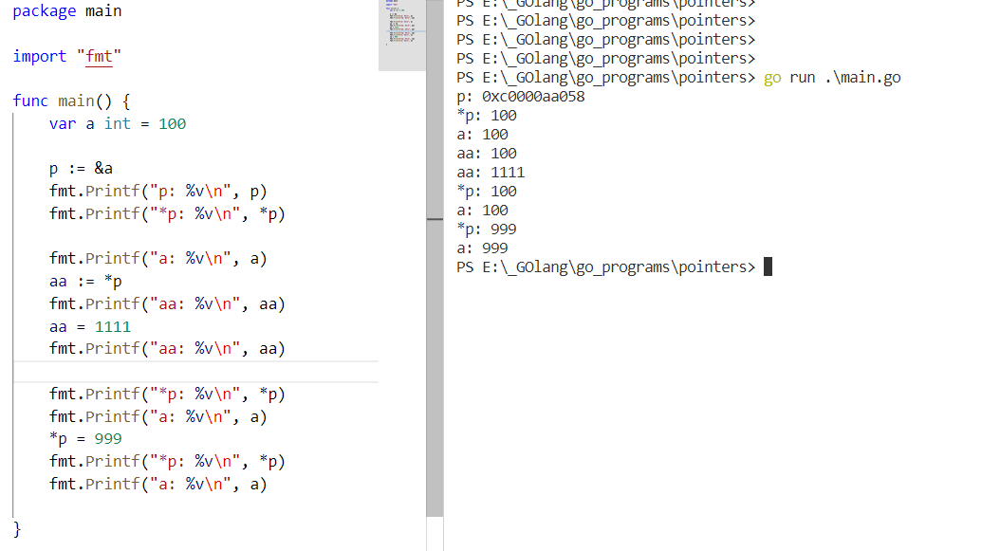 package main
import "fmt"
func main() {
var a int = 100
p := &a
fmt.Printf("p: %v\n", p)
fmt.Printf("*p: %v\n", *p)
fmt.Printf("a: %v\n", a)
aa := *p
fmt.Printf("aa: %v\n", aa)
aa = 1111
fmt.Printf("aa: %v\n", aa)
fmt.Printf("*p: %v\n", *p)
fmt.Printf("a: %v\n", a)
*p = 999
fmt.Printf("*p: %v\n", *p)
fmt.Printf("a: %v\n", a)
}
PS E:\_GOlang\go_programs\pointers>
PS E:\_GOlang\go_programs\pointers>
PS E:\_GOlang\go_programs\pointers>
PS E:\_GOlang\go_programs\pointers>
PS E:\_GOlang\go_programs\pointers> go run .\main.go
p: 0xc0000aa058
*p: 100
a: 100
aa: 100
aa: 1111
*p: 100
a: 100
*p: 999
a: 999
PS E:\_GOlang\go_programs\pointers>